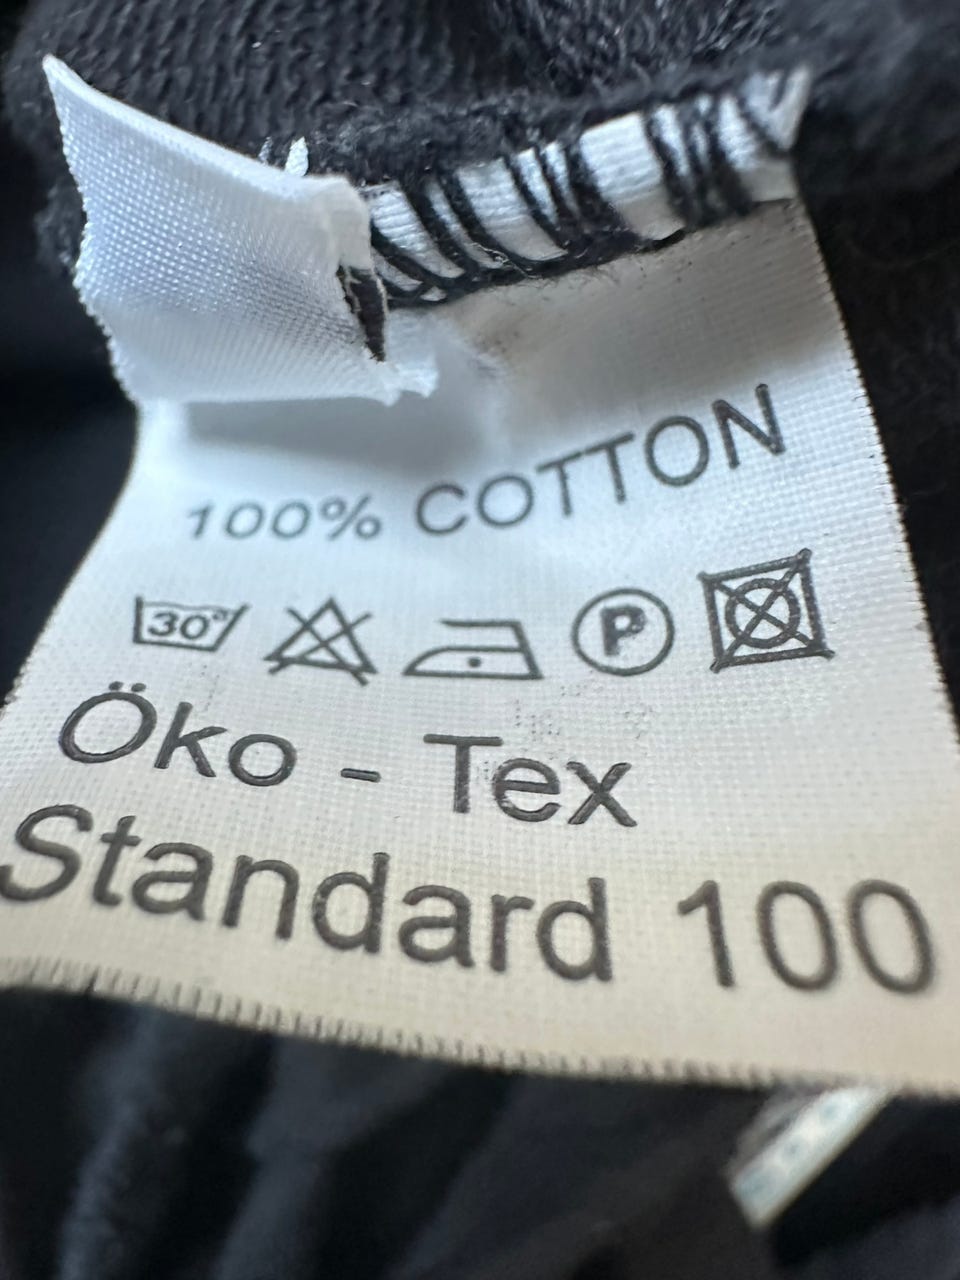 100% COTTON
30° P
Öko - Tex
Standard 100